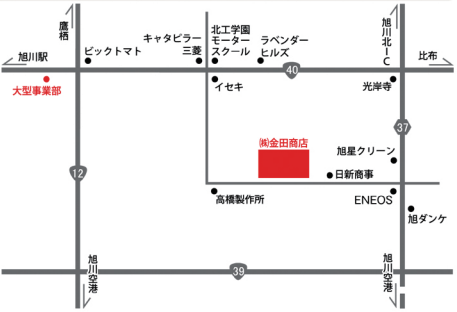 鷹栖
旭川駅
ビックトマト
キャタピラー
三菱
北工学園
モーター
スクール
ラベンダー
ヒルズ
旭川北IC
比布
大型事業部
イセキ
40
光岸寺
37
㈱金田商店
旭星クリーン
12
日新商事
高橋製作所
ENEOS
旭ダンケ
旭川空港
39
旭川空港